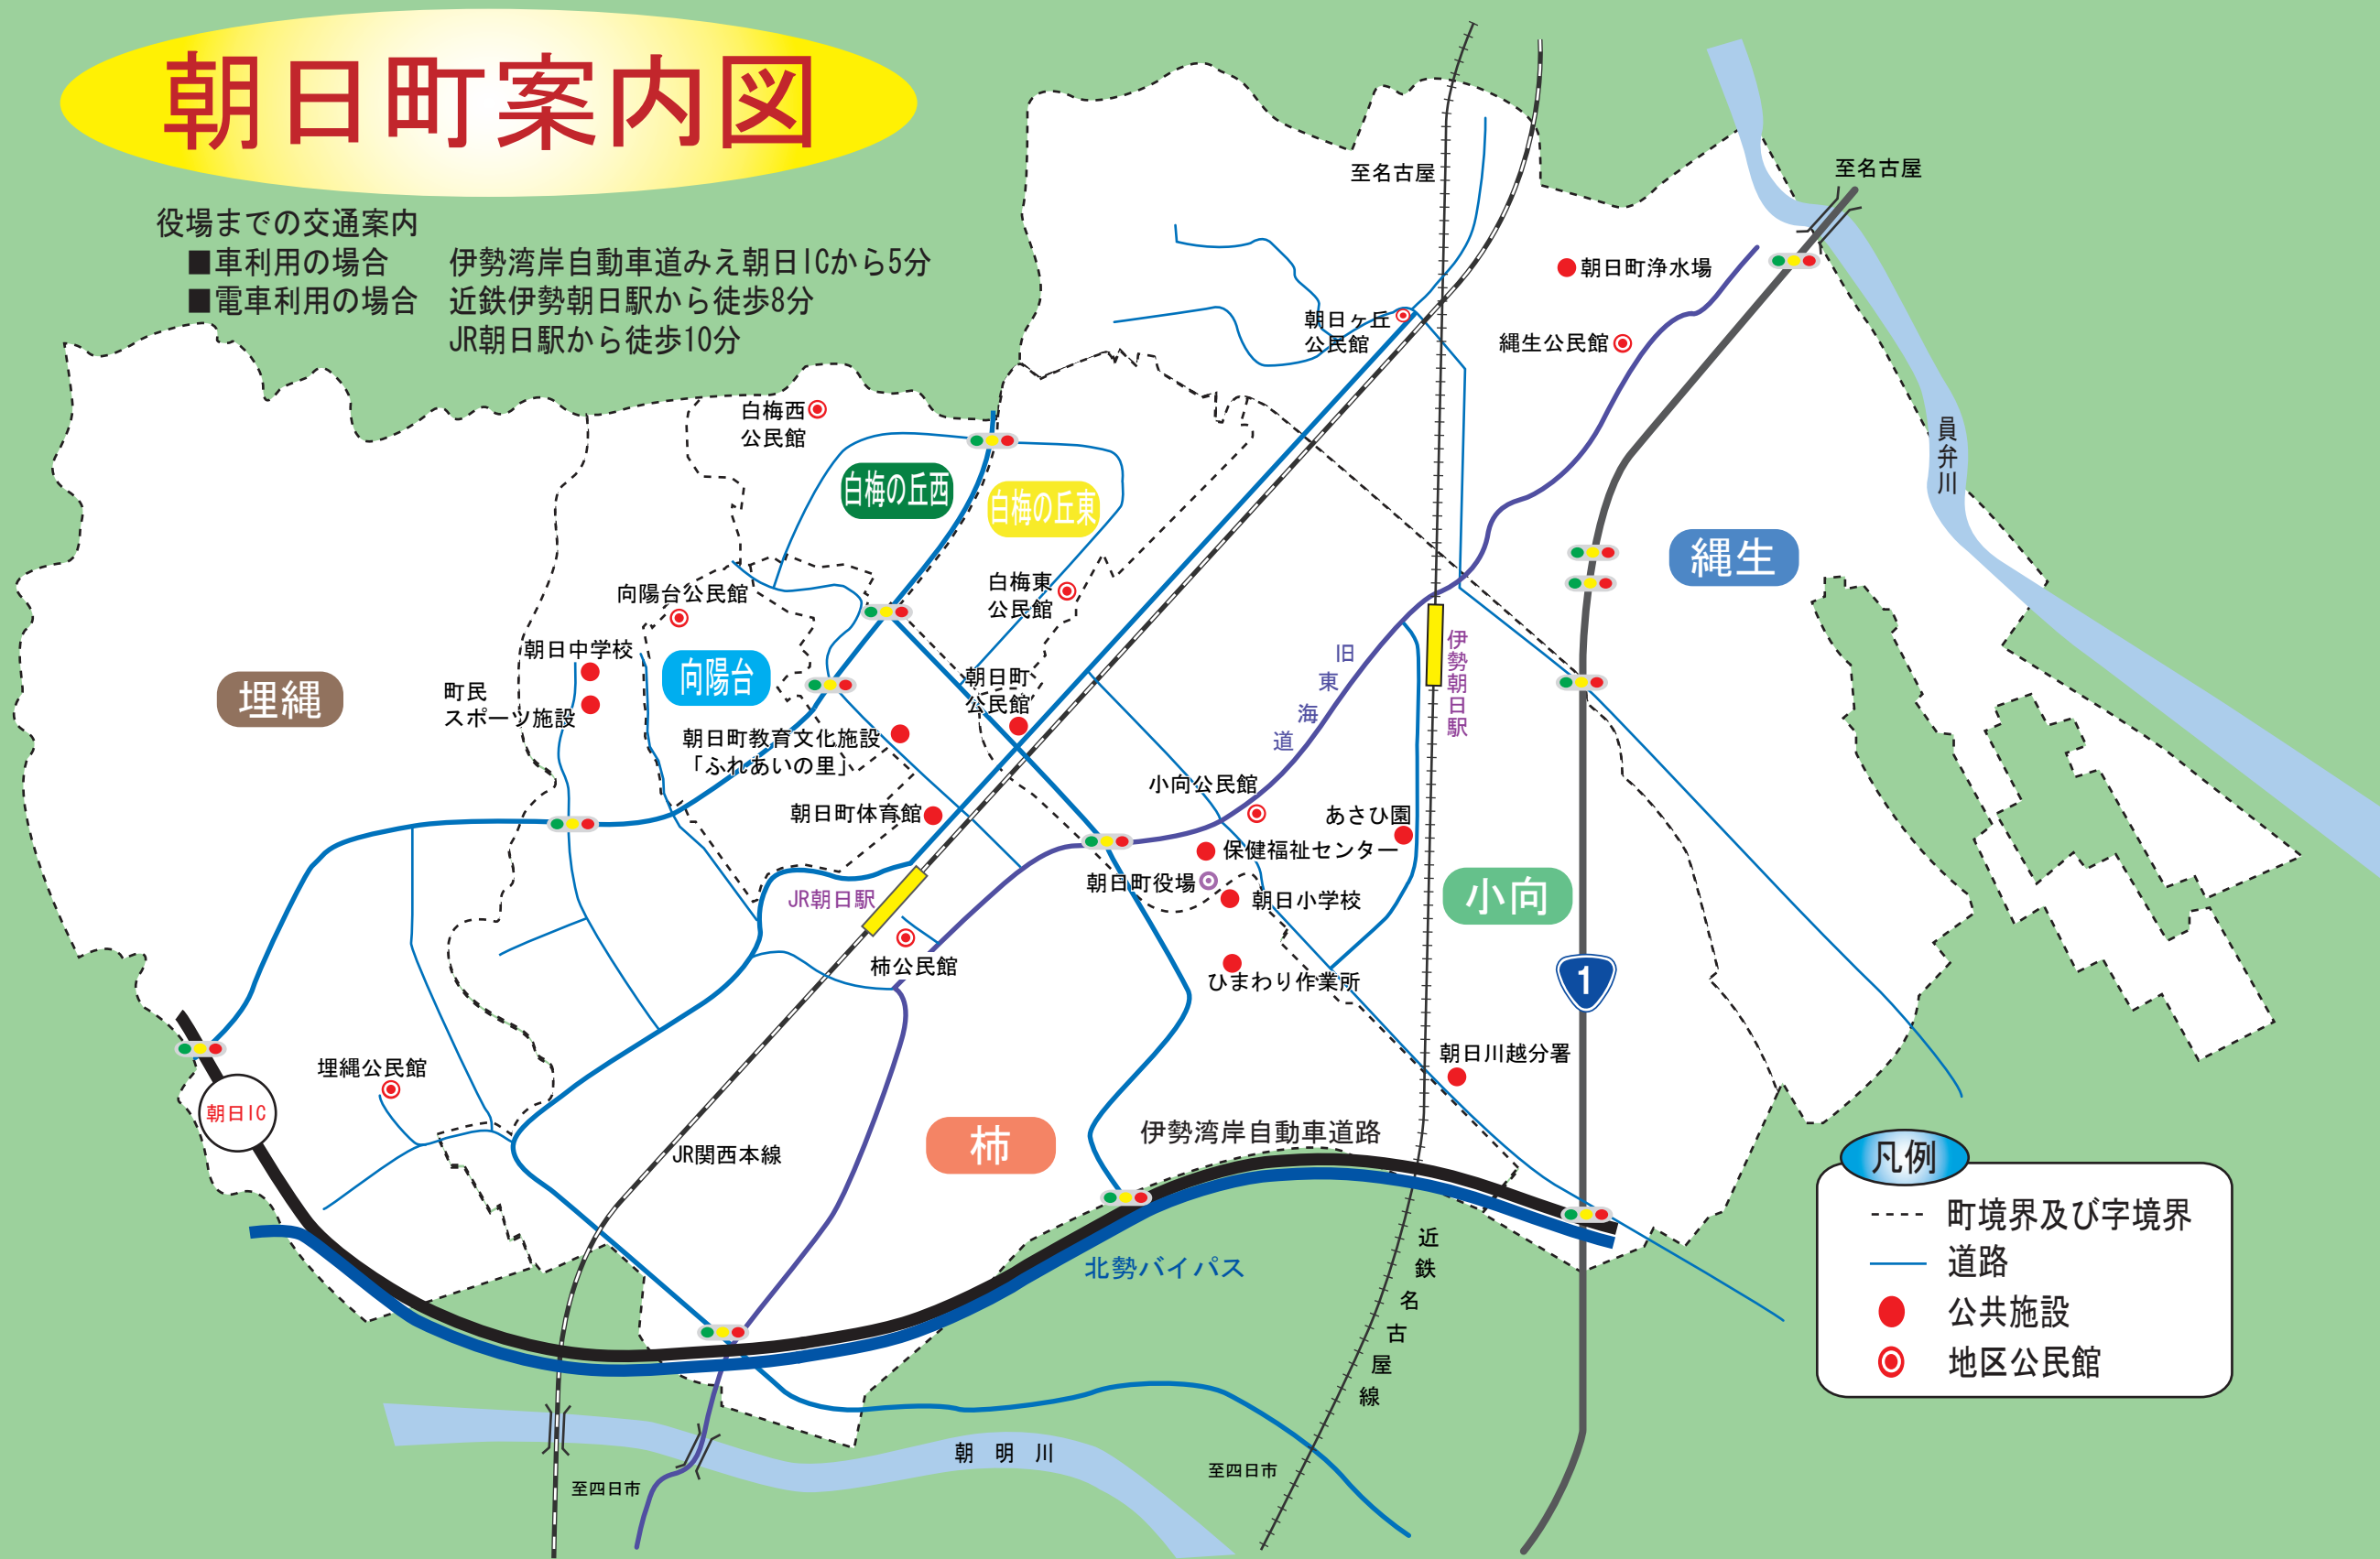 朝日町案内図
役場までの交通案内
■車利用の場合　伊勢湾岸自動車道みえ朝日ICから5分
■電車利用の場合　近鉄伊勢朝日駅から徒歩8分
JR朝日駅から徒歩10分
至名古屋
至名古屋
朝日町浄水場
朝日ヶ丘
公民館
縄生公民館
員弁川
白梅西
公民館
白梅の丘西
白梅の丘東
縄生
白梅東
公民館
向陽台公民館
朝日中学校
町民
スポーツ施設
埋縄
向陽台
朝日町
公民館
旧東海道
伊勢朝日駅
朝日町教育文化施設
「ふれあいの里」
小向公民館
朝日町体育館
あさひ園
保健福祉センター
朝日町役場
朝日小学校
小向
JR朝日駅
柿公民館
ひまわり作業所
1
朝日川越分署
埋縄公民館
朝日IC
JR関西本線
柿
伊勢湾岸自動車道路
北勢バイパス
近鉄名古屋線
朝明川
至四日市
至四日市
凡例
町境界及び字境界
道路
公共施設
地区公民館